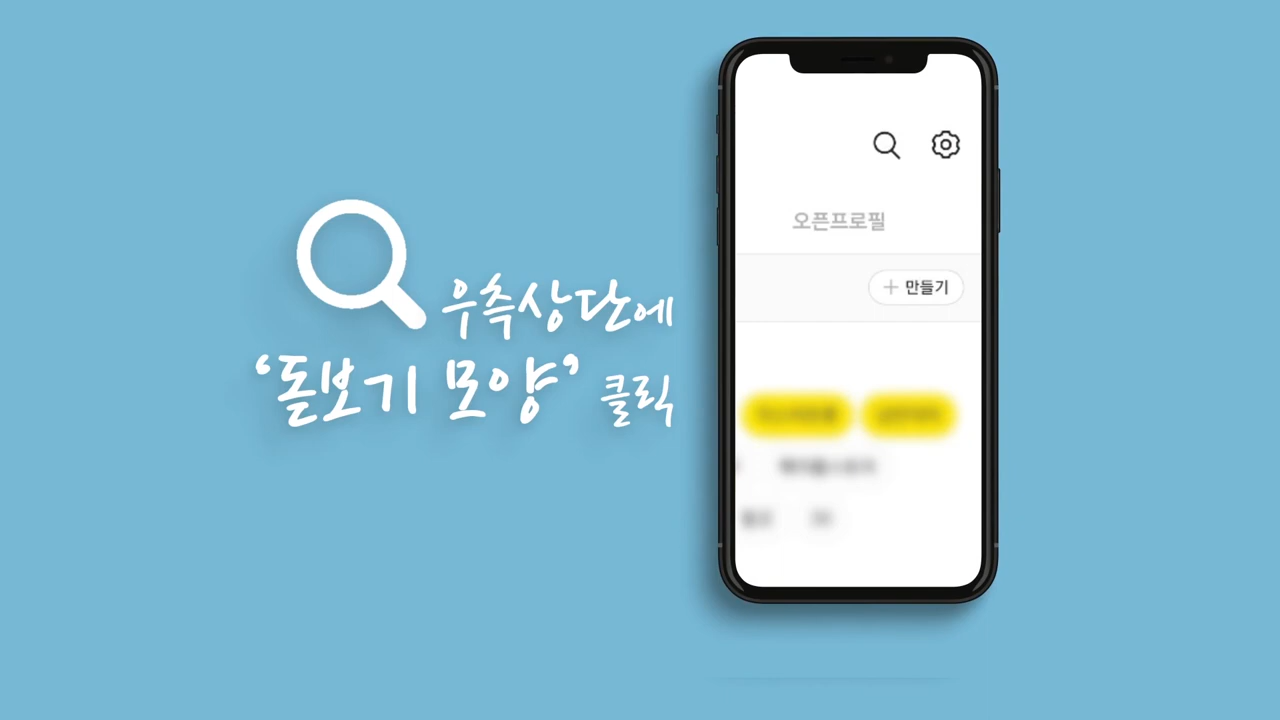 우측상단에
‘돋보기 모양’ 클릭
오픈프로필
+ 만들기